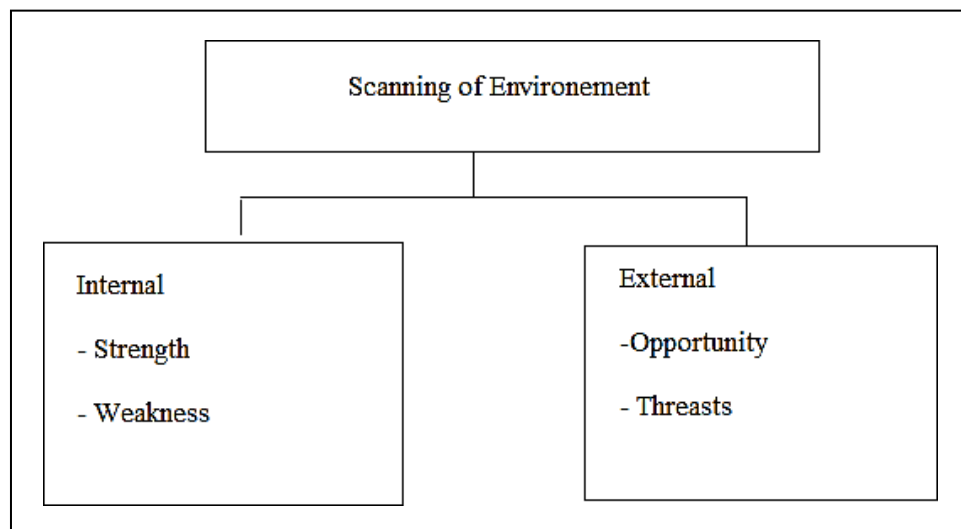 Scanning of Environement
Internal
- Strength
- Weakness
External
-Opportunity
- Threasts